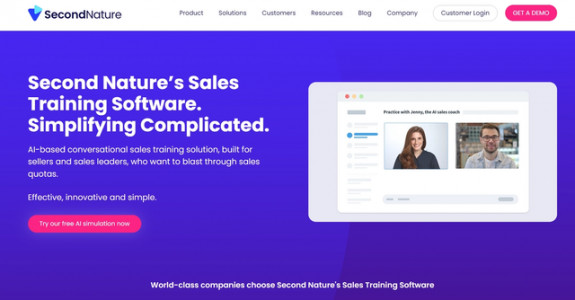 SecondNature
Product Solutions Customers Resources Blog Company Customer Login GET A DEMO
Second Nature's Sales
Training Software.
Simplifying Complicated.
AI-based conversational sales training solution, built for
sellers and sales leaders, who want to blast through sales
quotas.
Effective, innovative and simple.
Try our free AI simulation now
Practice with Jenny, the AI sales coach
World-class companies choose Second Nature's Sales Training Software